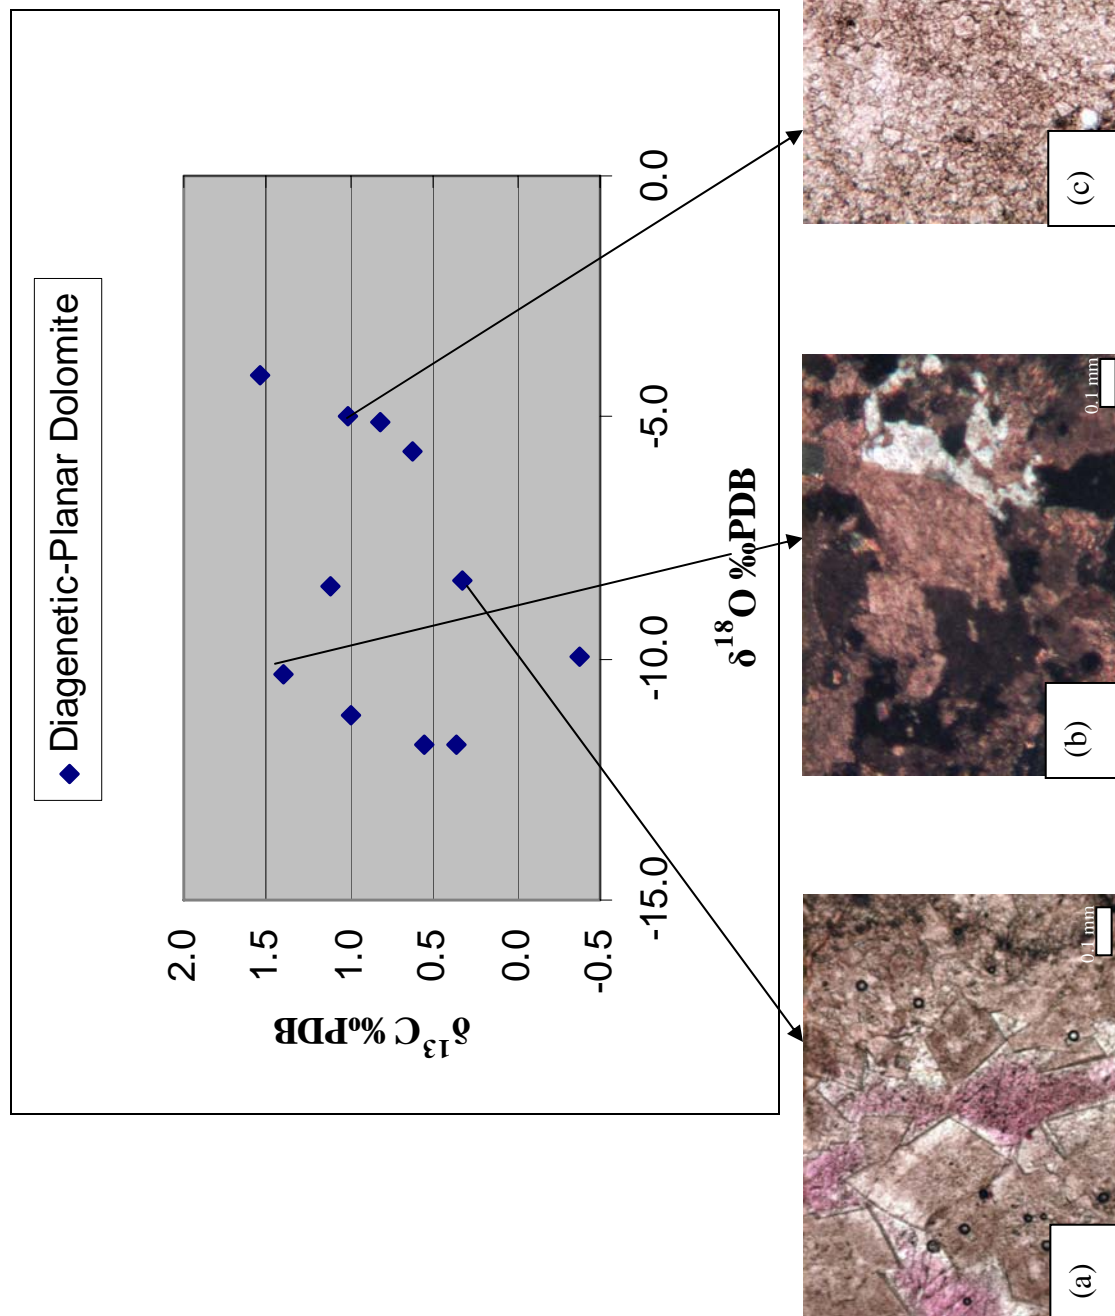 Diagenetic-Planar Dolomite
2.0
1.5
1.0
0.5
0.0
-0.5
δ¹³C ‰PDB
-15.0 -10.0 -5.0 0.0
δ¹⁸O ‰PDB
0.1 mm
0.1 mm
(a)
(b)
(c)